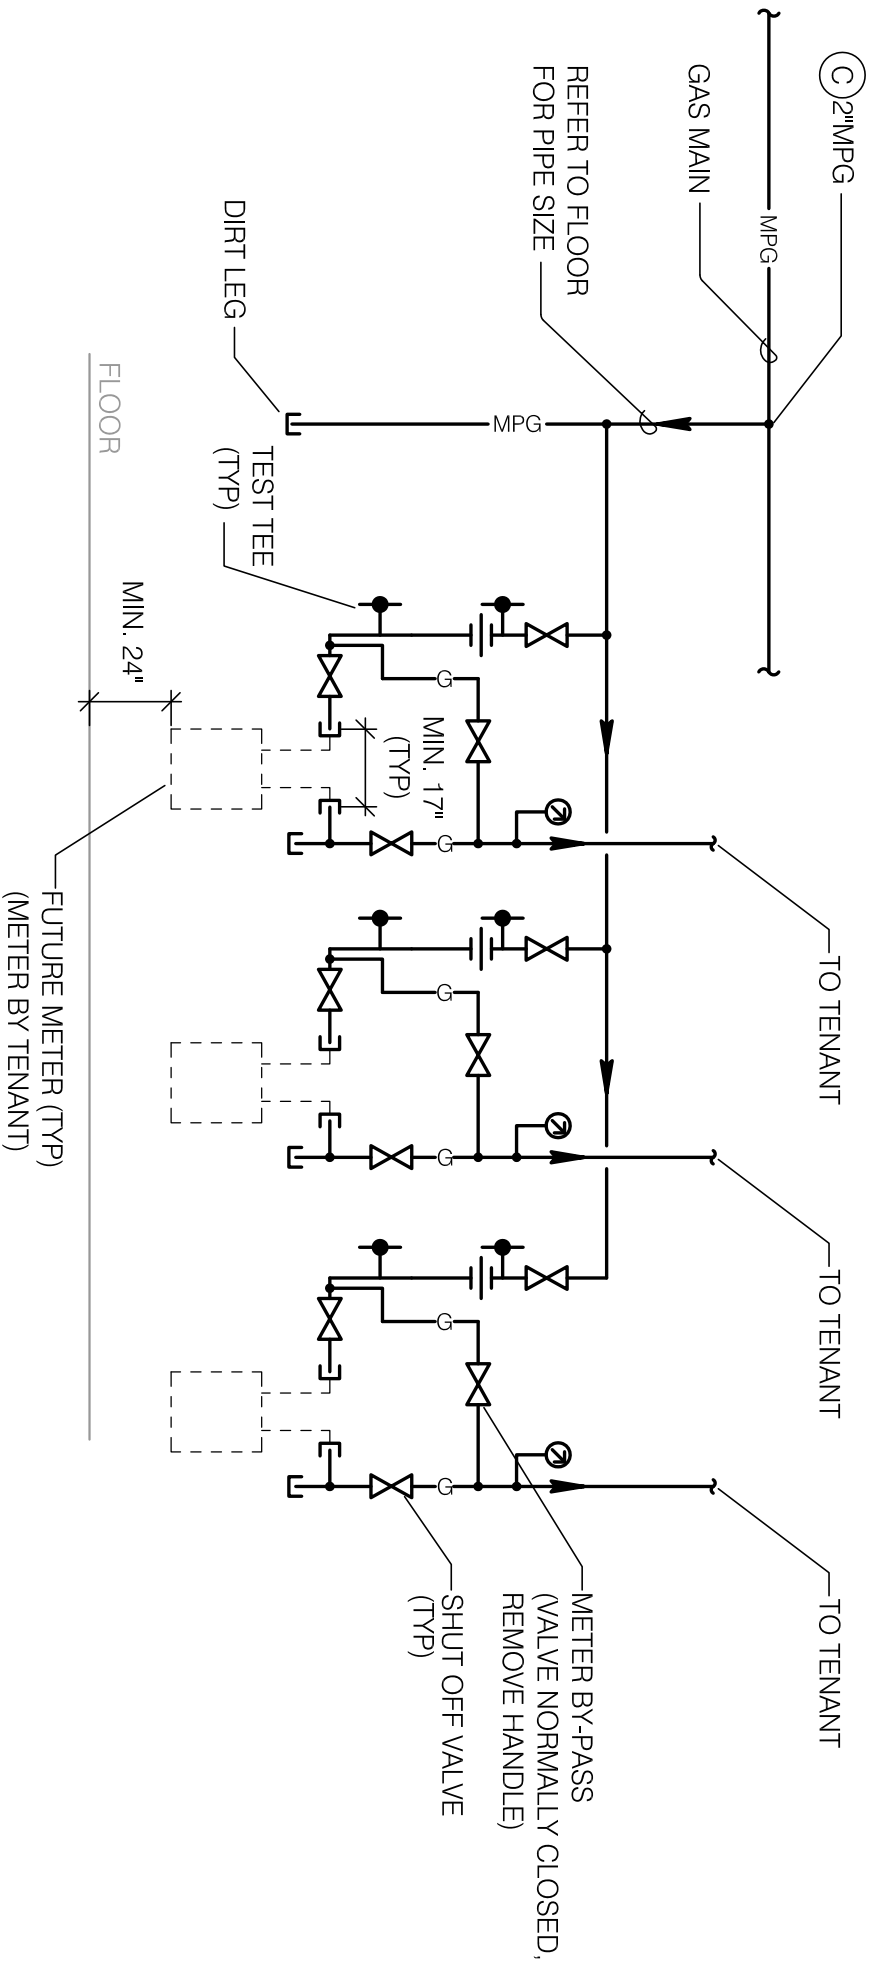 C 2"MPG
GAS MAIN
MPG
REFER TO FLOOR
FOR PIPE SIZE
MPG
DIRT LEG
TEST TEE
(TYP)
FLOOR
MIN. 24"
MIN. 17"
(TYP)
G
G
G
G
G
G
TO TENANT
TO TENANT
TO TENANT
FUTURE METER (TYP)
(METER BY TENANT)
METER BY-PASS
(VALVE NORMALLY CLOSED,
REMOVE HANDLE)
SHUT OFF VALVE
(TYP)